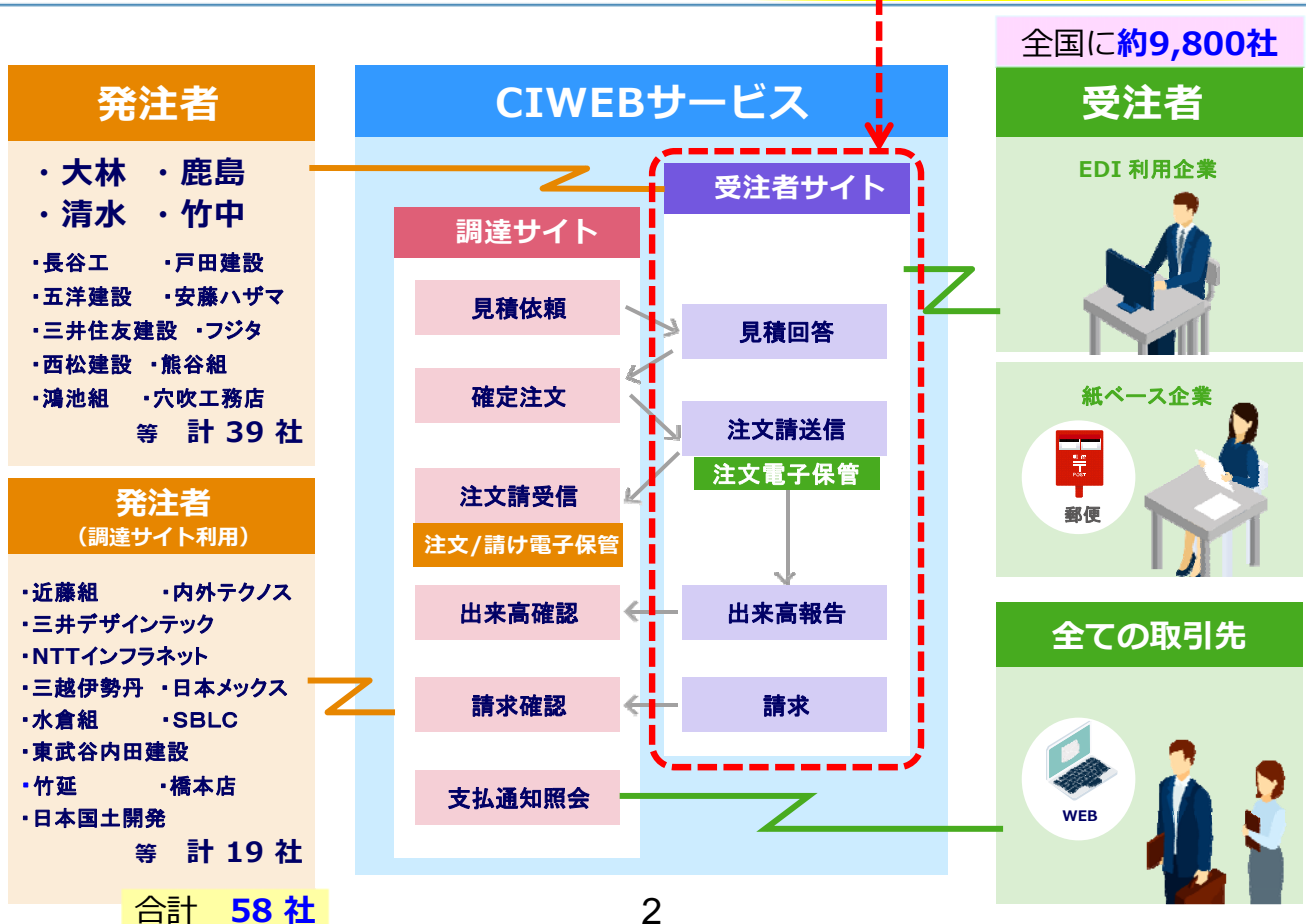 全国に約9,800社
発注者
・大林 ・鹿島
・清水 ・竹中
・長谷工 ・戸田建設
・五洋建設 ・安藤ハザマ
・三井住友建設 ・フジタ
・西松建設 ・熊谷組
・鴻池組 ・穴吹工務店
等 計 39 社
発注者
（調達サイト利用）
・近藤組 ・内外テクノス
・三井デザインテック
・NTTインフラネット
・三越伊勢丹 ・日本メックス
・水倉組 ・SBLC
・東武谷内田建設
・竹延 ・橋本店
・日本国土開発
等 計 19 社
合計 58 社
CIWEBサービス
調達サイト
見積依頼
確定注文
注文請受信
注文/請け電子保管
出来高確認
請求確認
支払通知照会
受注者サイト
見積回答
注文請送信
注文電子保管
出来高報告
請求
受注者
EDI 利用企業
紙ベース企業
〒
POST
郵便
全ての取引先
WEB
2